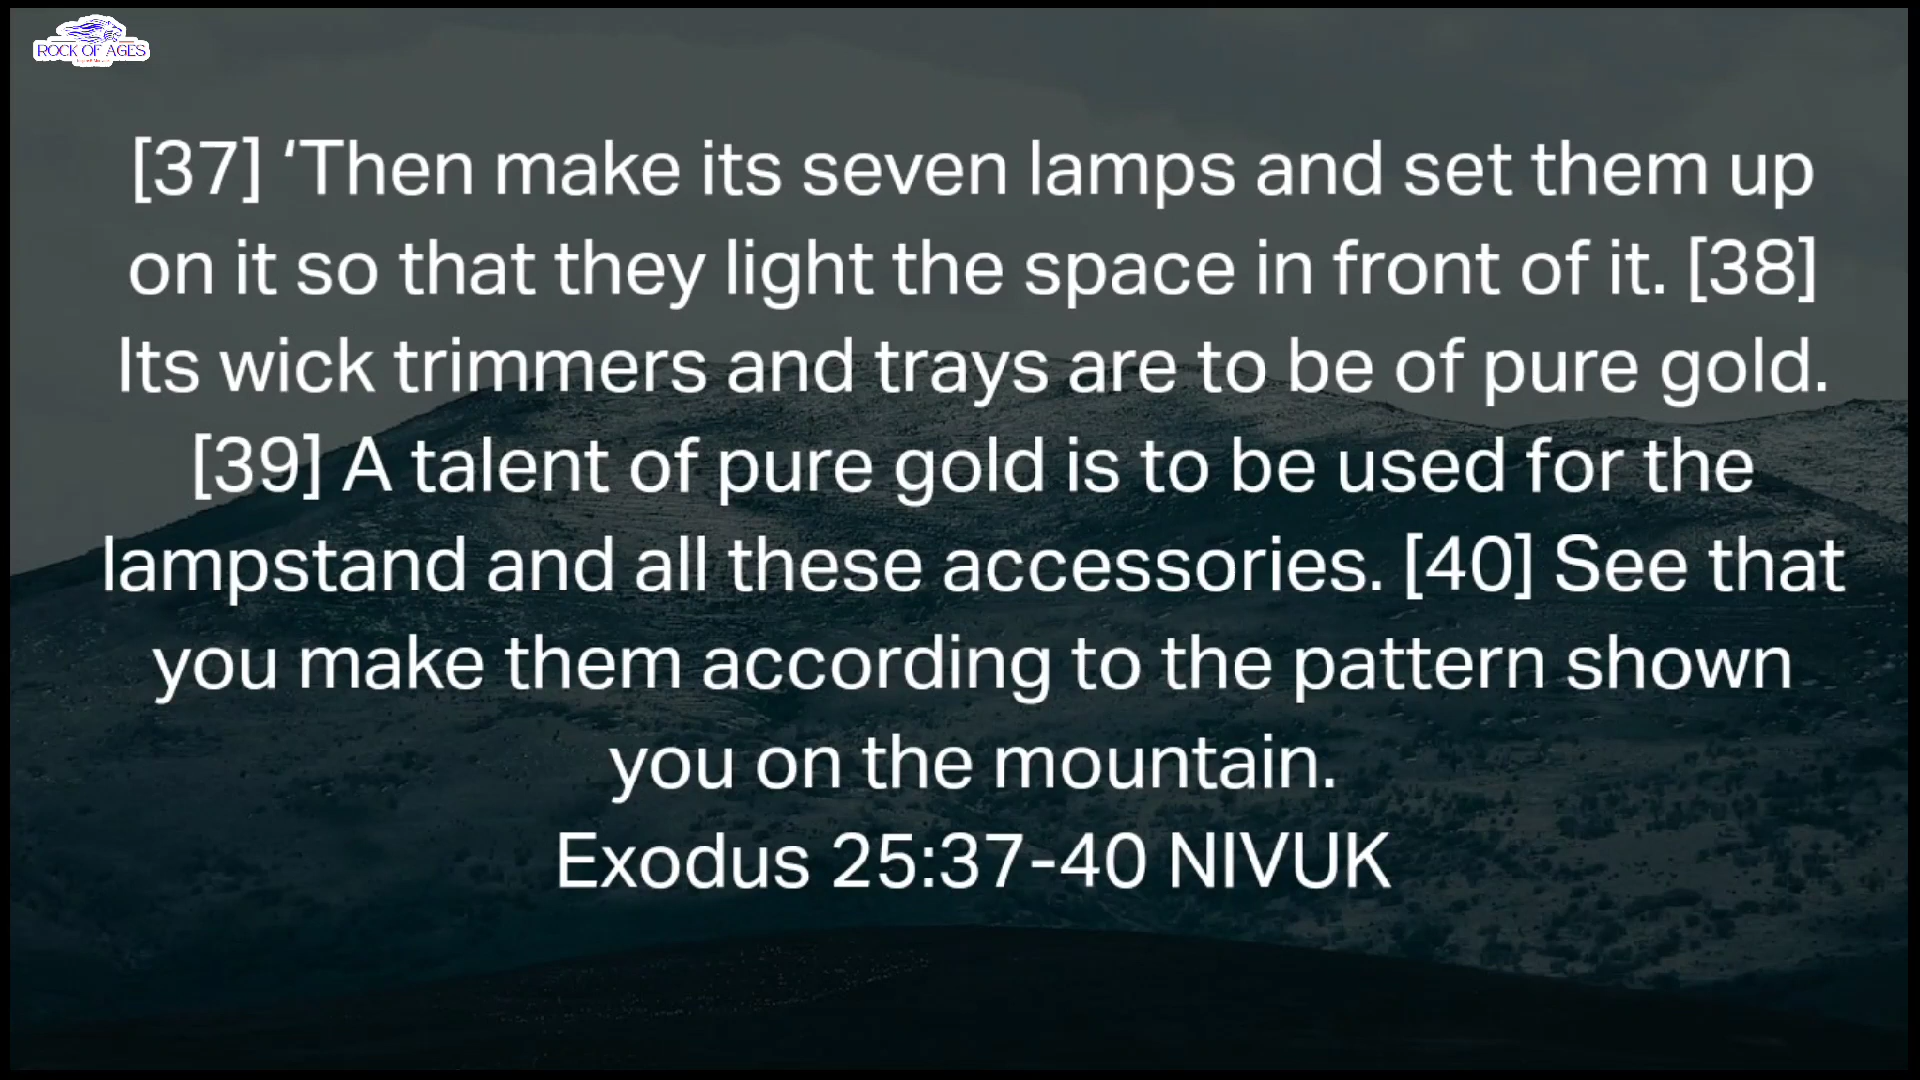 ROCK OF AGES
[37] ‘Then make its seven lamps and set them up
on it so that they light the space in front of it. [38]
Its wick trimmers and trays are to be of pure gold.
[39] A talent of pure gold is to be used for the
lampstand and all these accessories. [40] See that
you make them according to the pattern shown
you on the mountain.
Exodus 25:37-40 NIVUK